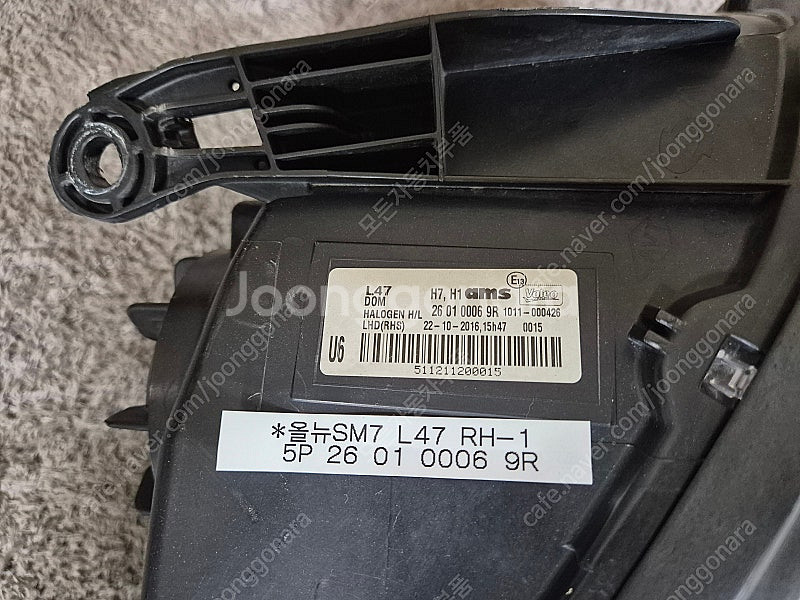 L47 H7, H1 ams E13 Valeo
DOM
HALOGEN H/L 26 01 0006 9R 1011-000426
LHD(RHS) 22-10-2016,15h47 0015
U6
511211200015
*올뉴SM7 L47 RH-1
5P 26 01 0006 9R
Joonggonara
모든자동차부품
cafe.naver.com/joonggonara